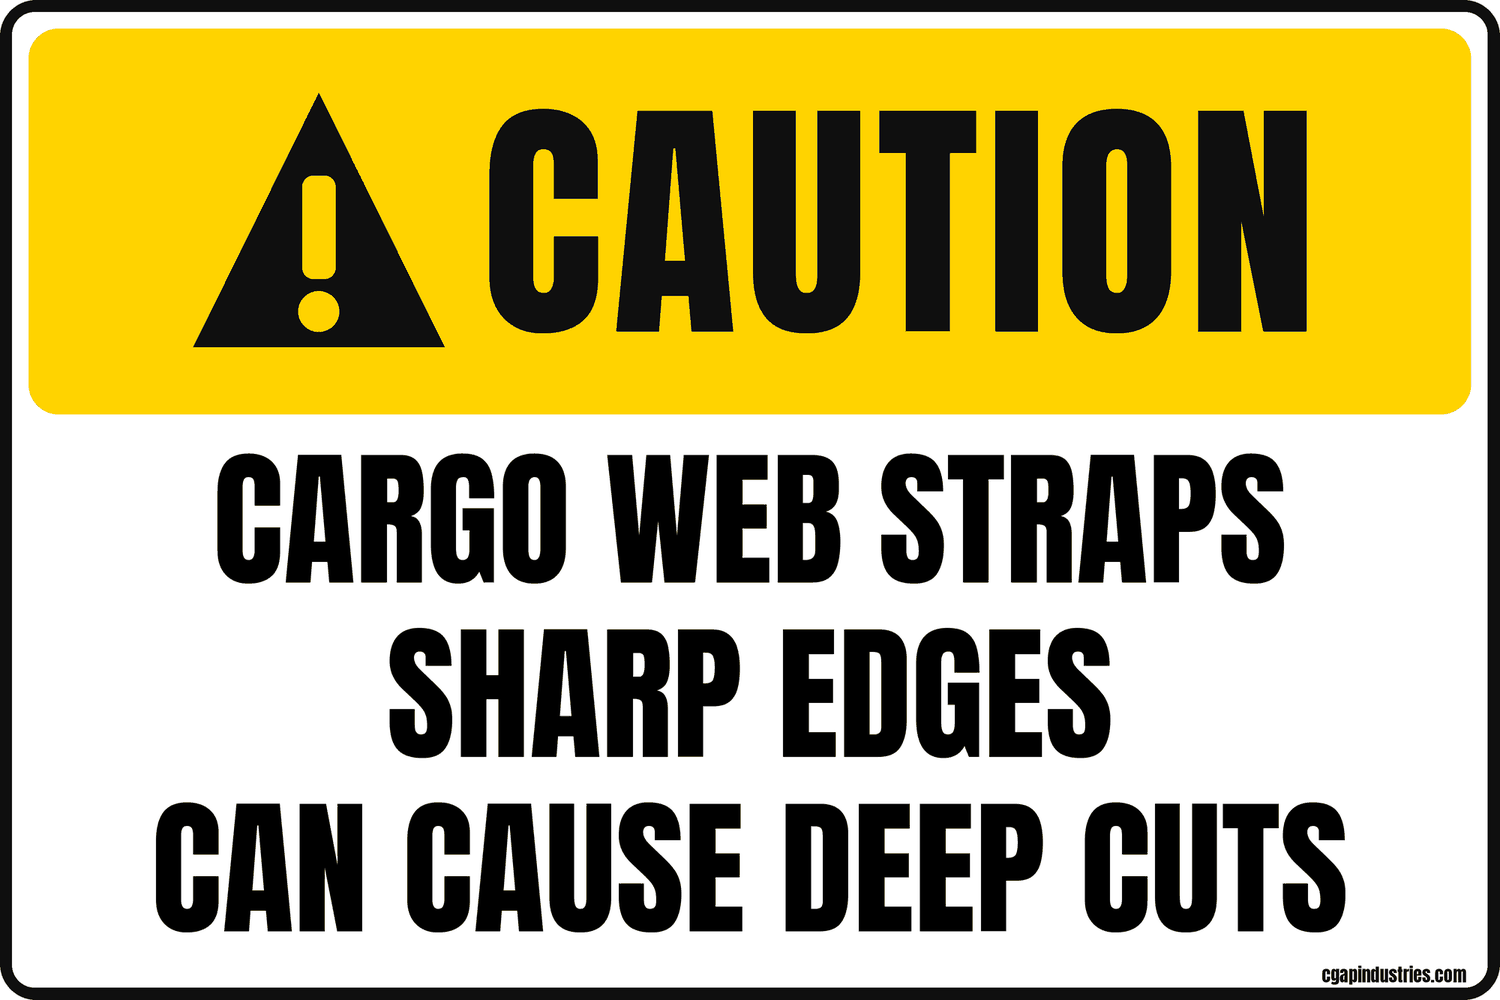 CAUTION
CARGO WEB STRAPS
SHARP EDGES
CAN CAUSE DEEP CUTS
cgapindustries.com